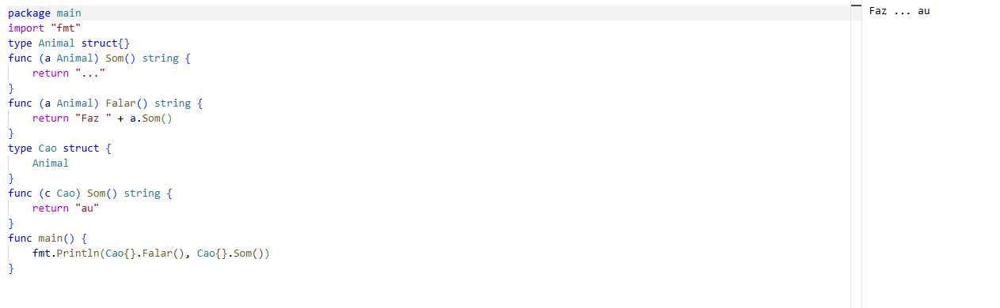 package main
import "fmt"
type Animal struct{}
func (a Animal) Som() string {
    return "..."
}
func (a Animal) Falar() string {
    return "Faz " + a.Som()
}
type Cao struct {
    Animal
}
func (c Cao) Som() string {
    return "au"
}
func main() {
    fmt.Println(Cao{}.Falar(), Cao{}.Som())
}
Faz ... au